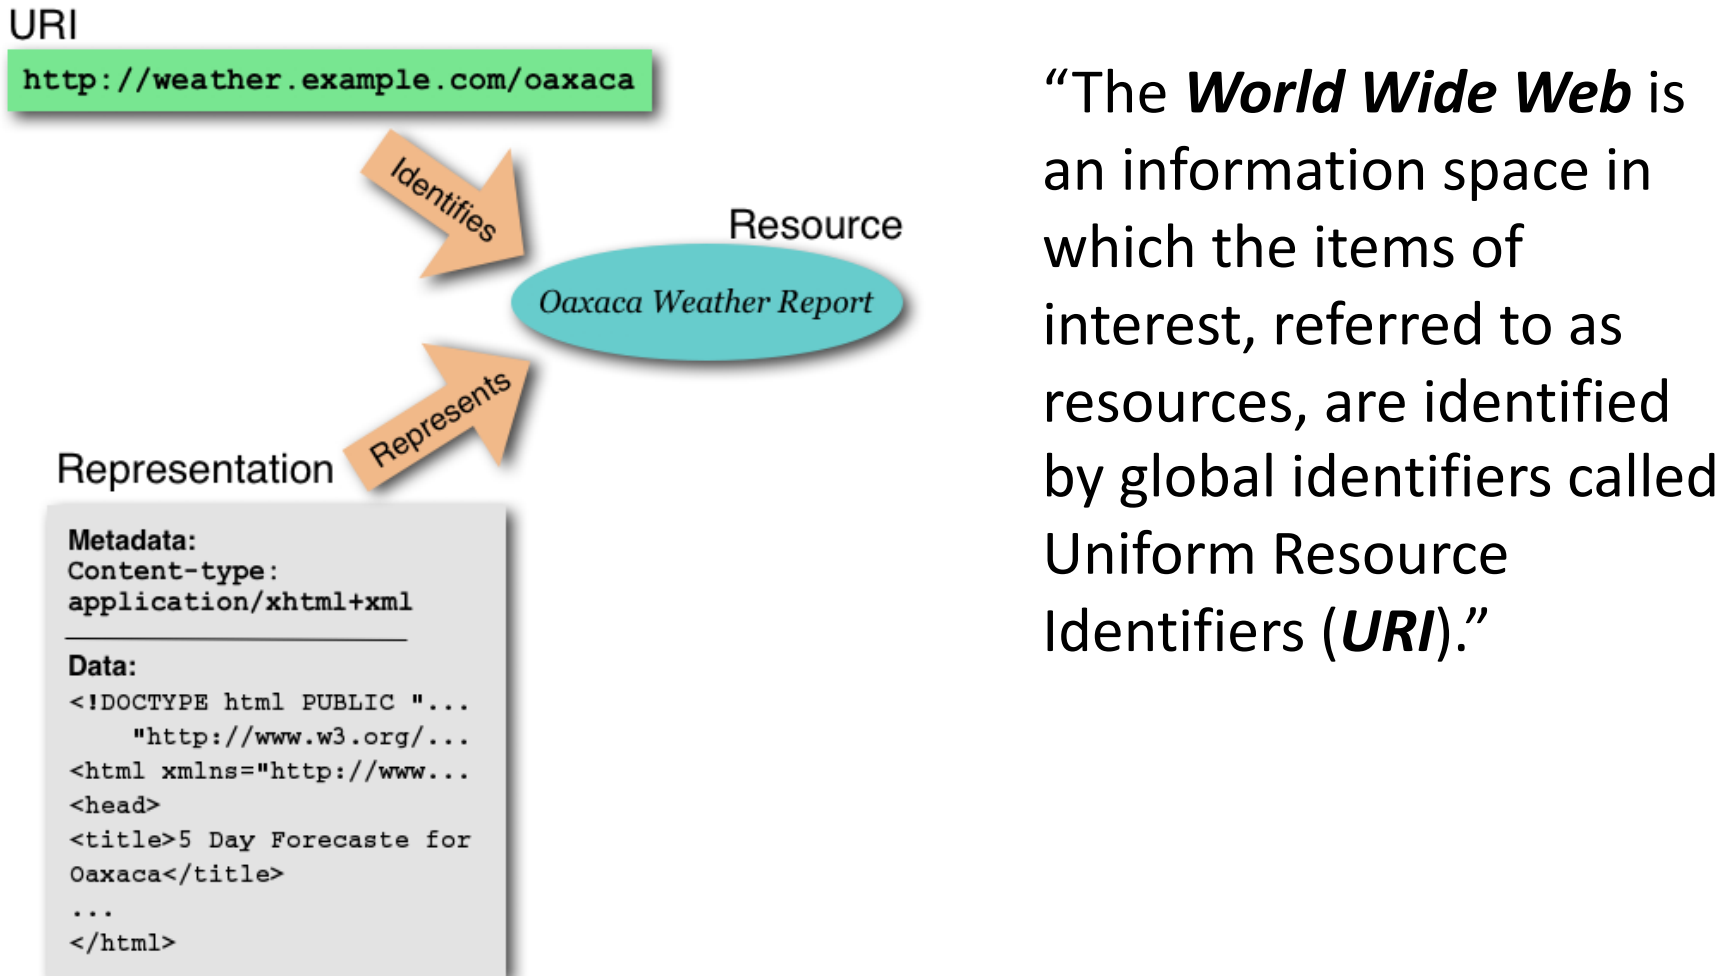 URI
http://weather.example.com/oaxaca
Identifies
Resource
Oaxaca Weather Report
Represents
Representation
Metadata:
Content-type:
application/xhtml+xml
Data:
<!DOCTYPE html PUBLIC "...
"http://www.w3.org/...
<html xmlns="http://www...
<head>
<title>5 Day Forecaste for
Oaxaca</title>
...
</html>
“The World Wide Web is
an information space in
which the items of
interest, referred to as
resources, are identified
by global identifiers called
Uniform Resource
Identifiers (URI).”